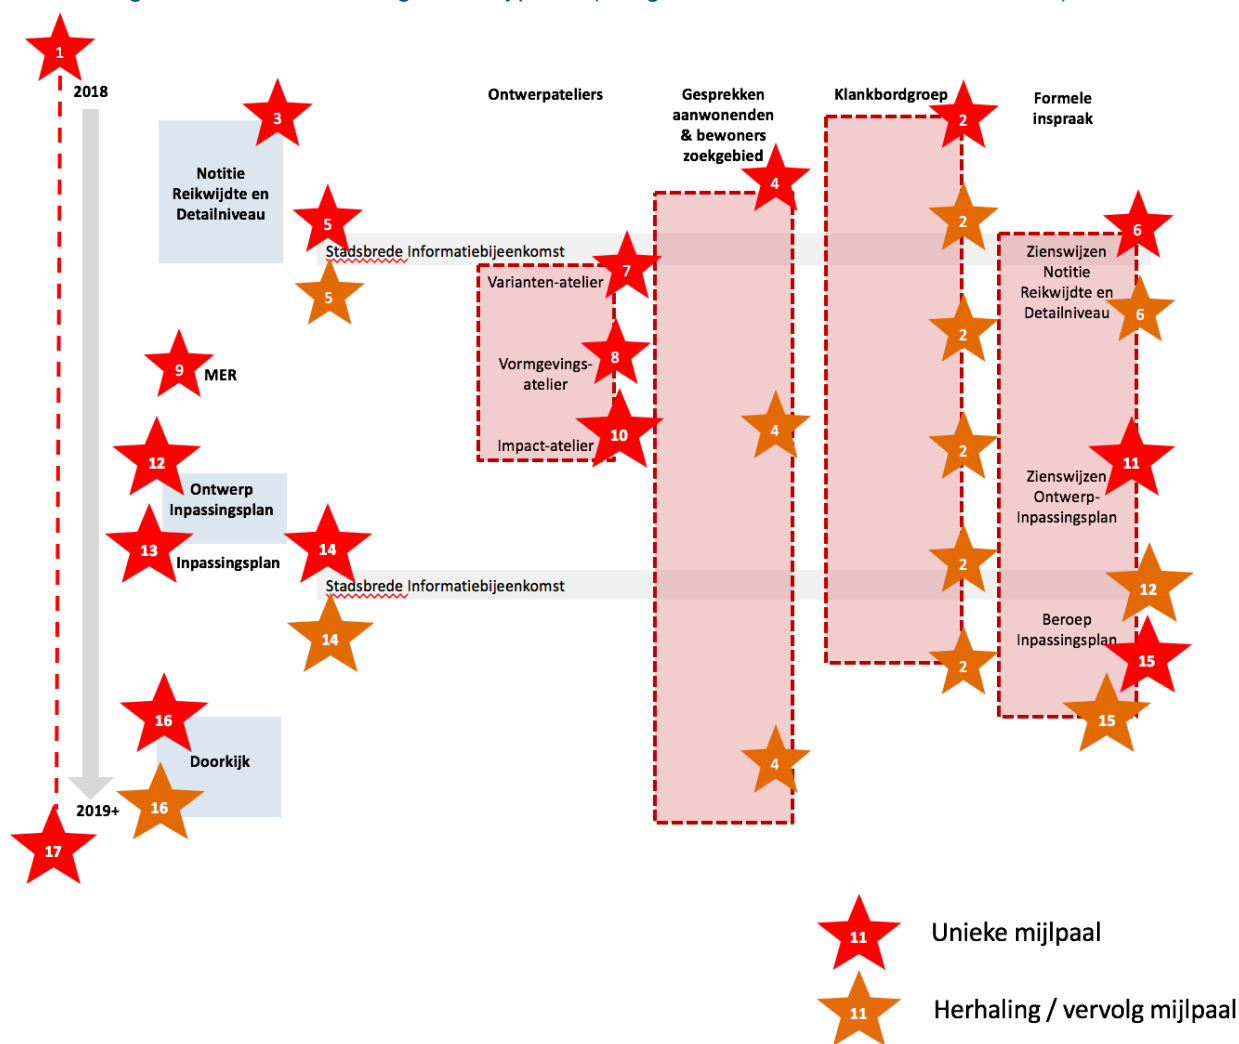 1
2018
3
Notitie
Reikwijdte en
Detailniveau
5
Stadsbrede Informatiebijeenkomst
5
9
MER
12
Ontwerp
Inpassingsplan
13
Inpassingsplan
14
Stadsbrede Informatiebijeenkomst
14
16
Doorkijk
16
2019+
17
Ontwerpateliers
7
Varianten-atelier
8
Vormgevings-
atelier
10
Impact-atelier
Gesprekken
aanwonenden
& bewoners
zoekgebied
4
4
4
Klankbordgroep
2
2
2
2
2
2
Formele
inspraak
6
Zienswijzen
Notitie
Reikwijdte en
Detailniveau
6
11
Zienswijzen
Ontwerp-
Inpassingsplan
12
Beroep
Inpassingsplan
15
15
11
Unieke mijlpaal
11
Herhaling / vervolg mijlpaal